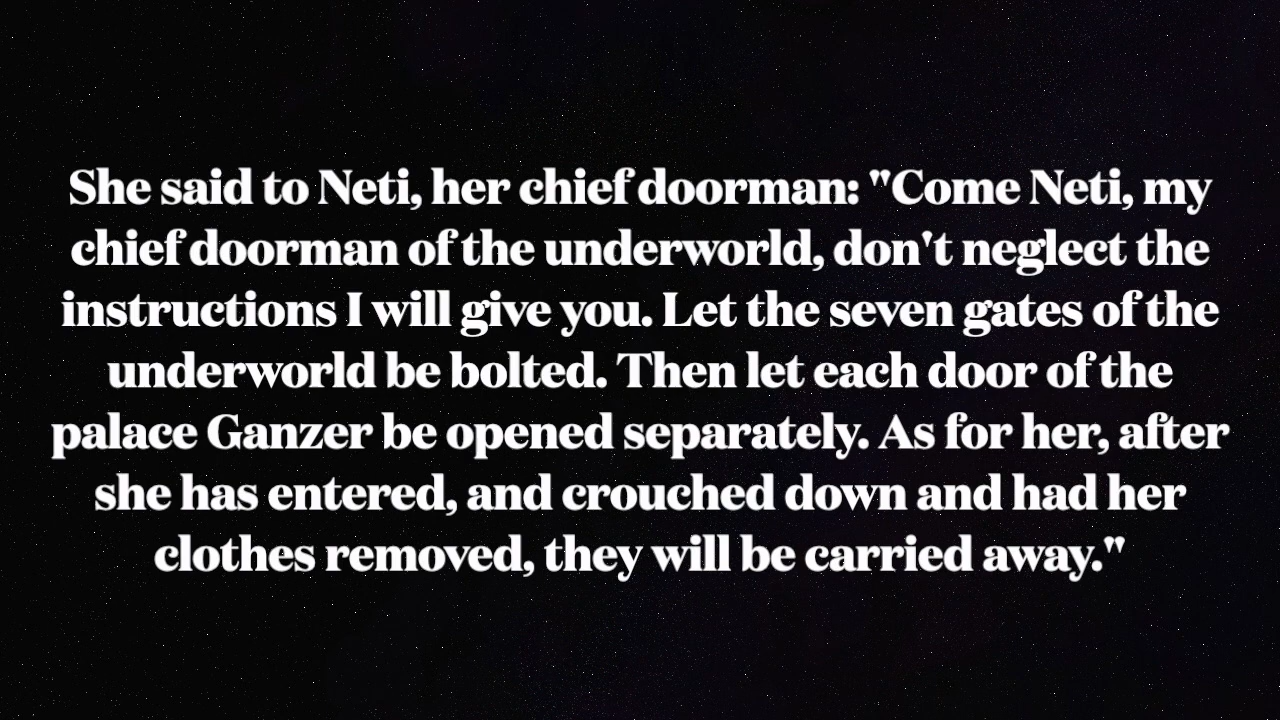 She said to Neti, her chief doorman: "Come Neti, my
chief doorman of the underworld, don't neglect the
instructions I will give you. Let the seven gates of the
underworld be bolted. Then let each door of the
palace Ganzer be opened separately. As for her, after
she has entered, and crouched down and had her
clothes removed, they will be carried away."